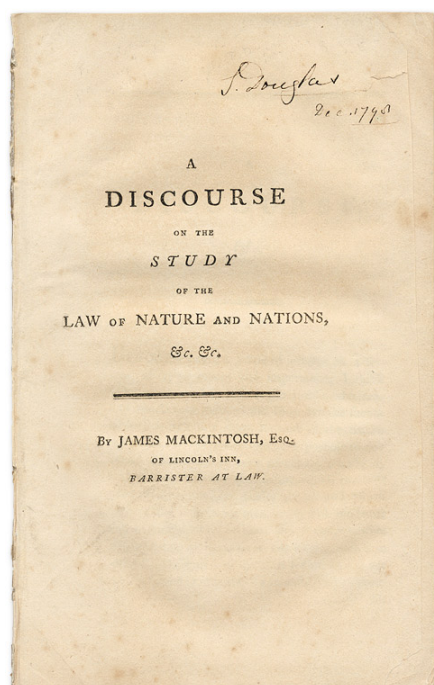 S. Douglas
Dec. 1798
A
DISCOURSE
ON THE
STUDY
OF THE
LAW OF NATURE AND NATIONS,
&c. &c.
By JAMES MACKINTOSH, Esq.
OF LINCOLN'S INN,
BARRISTER AT LAW.